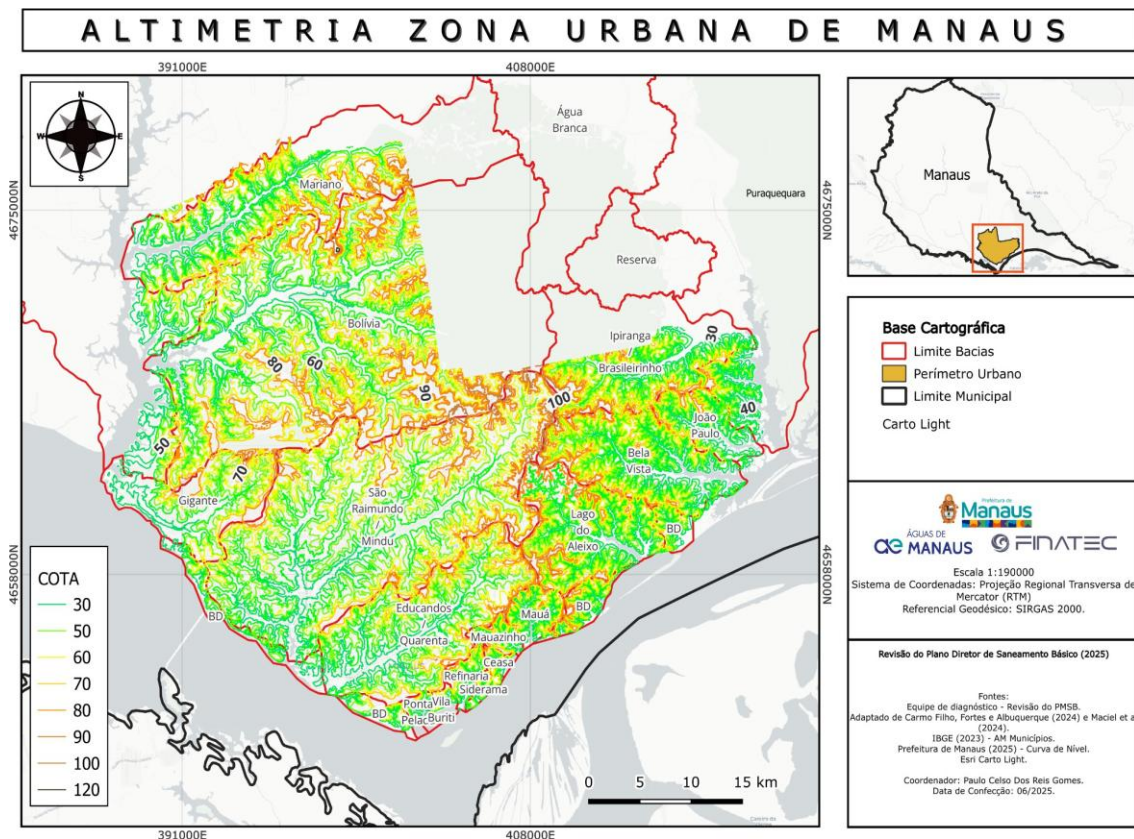 ALTIMETRIA ZONA URBANA DE MANAUS
391000E
408000E
N
W
E
S
4675000N
4675000N
4658000N
4658000N
Água
Branca
Mariano
Puraquequara
Reserva
Bolívia
Ipiranga
30
Brasileirinho
80
60
90
100
João
Paulo
40
50
Bela
Vista
70
Gigante
São
Raimundo
Lago
do
Aleixo
BD
Mindú
BD
Educandos
Mauá
BD
Quarenta
Mauazinho
Ceasa
Refinaria
Siderama
BD
Ponta
Pelac
Vila
Buriti
COTA
30
50
60
70
80
90
100
120
0 5 10 15 km
391000E
408000E
Manaus
Base Cartográfica
Limite Bacias
Perímetro Urbano
Limite Municipal
Carto Light
Prefeitura de
Manaus
ÁGUAS DE
MANAUS
FINATEC
Escala 1:190000
Sistema de Coordenadas: Projeção Regional Transversa de
Mercator (RTM)
Referencial Geodésico: SIRGAS 2000.
Revisão do Plano Diretor de Saneamento Básico (2025)
Fontes:
Equipe de diagnóstico - Revisão do PMSB.
Adaptado de Carmo Filho, Fortes e Albuquerque (2024) e Maciel et a
(2024).
IBGE (2023) - AM Municípios.
Prefeitura de Manaus (2025) - Curva de Nível.
Esri Carto Light.
Coordenador: Paulo Celso Dos Reis Gomes.
Data de Confecção: 06/2025.